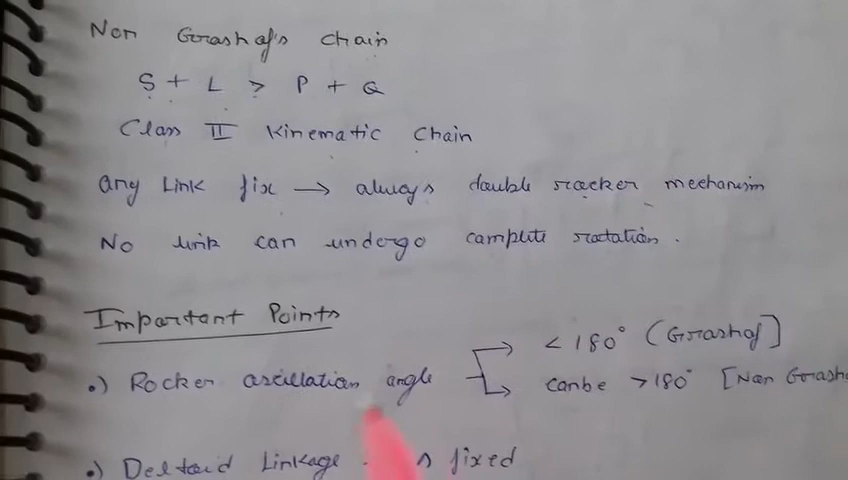 Non Grashof's chain
S + L > P + Q
Class II Kinematic Chain
any Link fix → always double rocker mechanism
No link can undergo complete rotation.
Important Points
•) Rocker oscillation angle
< 180° (Grashof]
can be > 180° [Non Grasho
•) Deltoid Linkage fixed